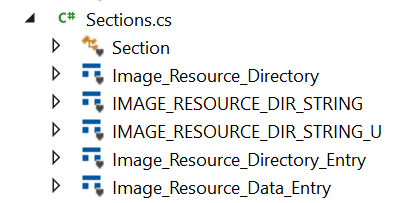 C# Sections.cs
Section
Image_Resource_Directory
IMAGE_RESOURCE_DIR_STRING
IMAGE_RESOURCE_DIR_STRING_U
Image_Resource_Directory_Entry
Image_Resource_Data_Entry